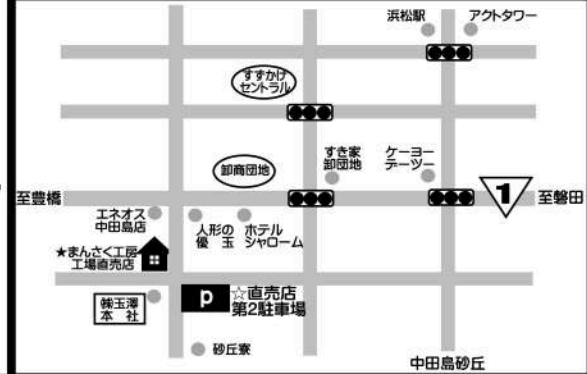 浜松駅
アクトタワー
すずかけ
セントラル
卸商団地
すき家
卸団地
ケーヨー
デーツー
至豊橋
1
至磐田
エネオス
中田島店
人形の
優玉
ホテル
シャローム
★まんさく工房
工場直売店
P
☆直売店
第2駐車場
㈱玉澤
本社
砂丘寮
中田島砂丘